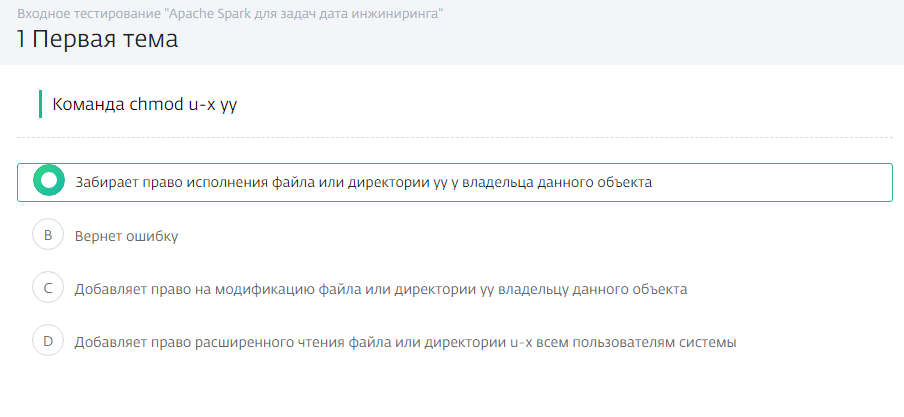 Входное тестирование "Apache Spark для задач дата инжиниринга"
1 Первая тема
Команда chmod u-x yy
Забирает право исполнения файла или директории yy у владельца данного объекта
B Вернет ошибку
C Добавляет право на модификацию файла или директории yy владельцу данного объекта
D Добавляет право расширенного чтения файла или директории u-x всем пользователям системы